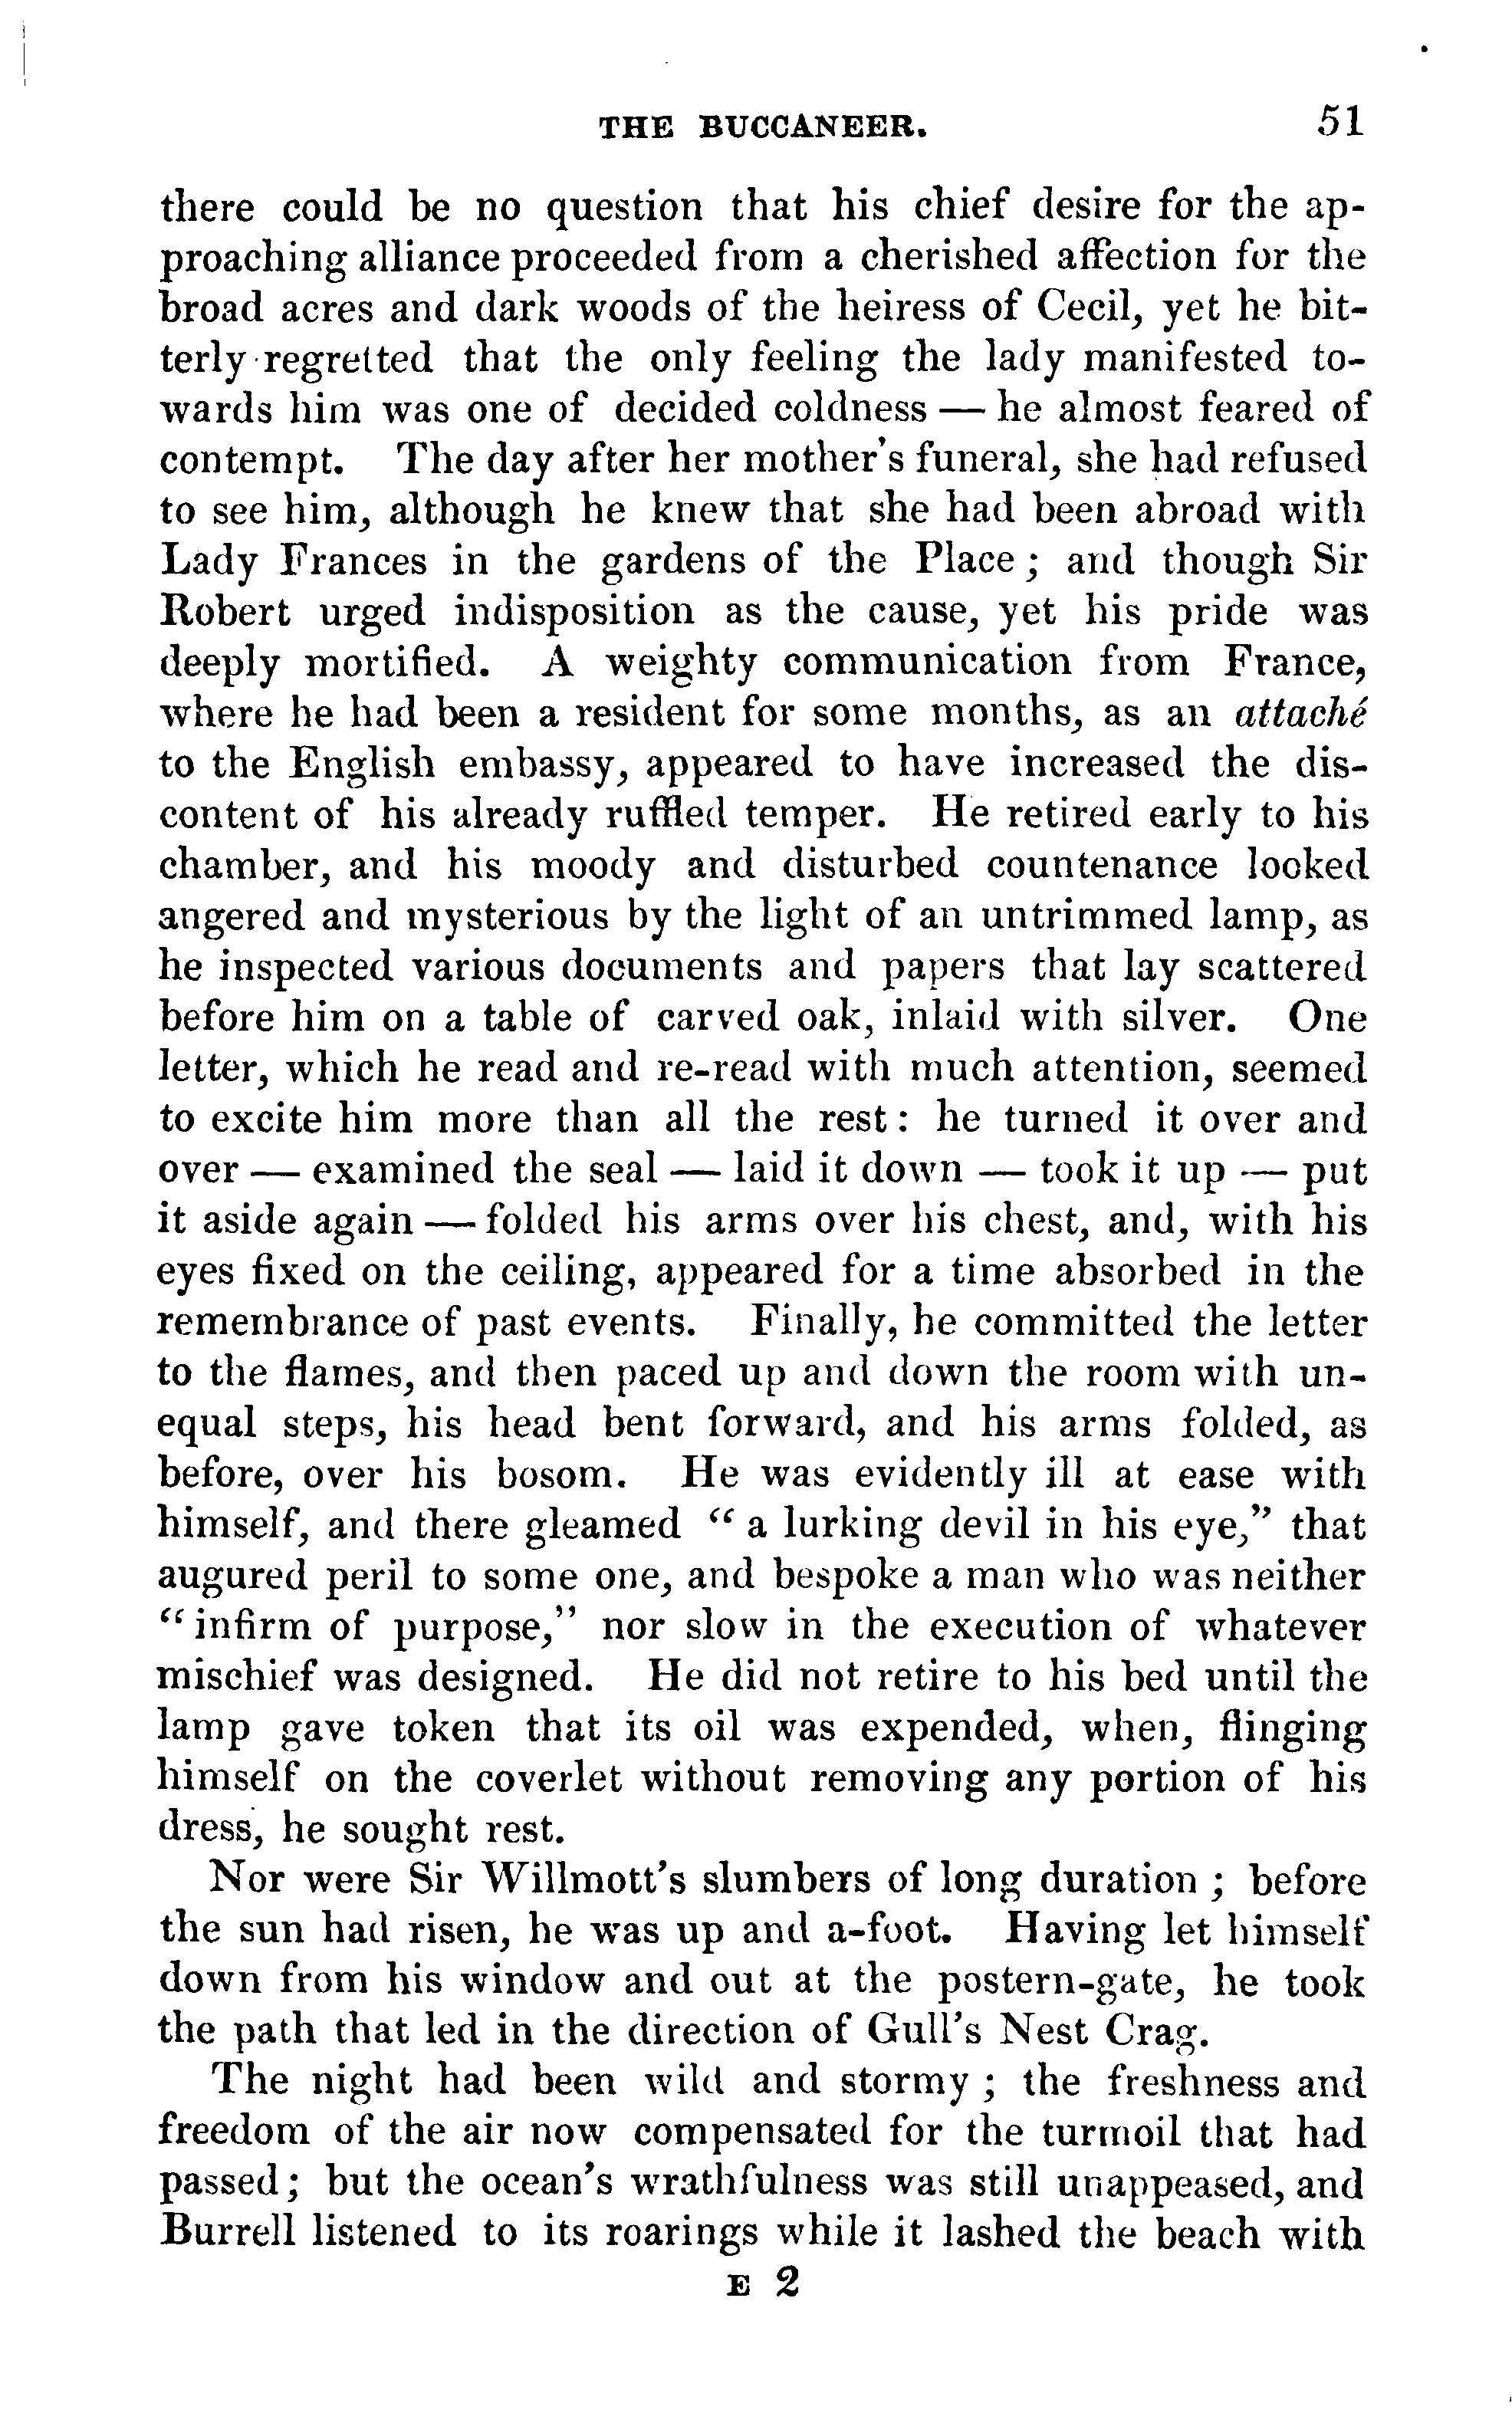 THE BUCCANEER. 51
there could be no question that his chief desire for the ap-
proaching alliance proceeded from a cherished affection for the
broad acres and dark woods of the heiress of Cecil, yet he bit-
terly regretted that the only feeling the lady manifested to-
wards him was one of decided coldness — he almost feared of
contempt. The day after her mother's funeral, she had refused
to see him, although he knew that she had been abroad with
Lady Frances in the gardens of the Place ; and though Sir
Robert urged indisposition as the cause, yet his pride was
deeply mortified. A weighty communication from France,
where he had been a resident for some months, as an attaché
to the English embassy, appeared to have increased the dis-
content of his already ruffled temper. He retired early to his
chamber, and his moody and disturbed countenance looked
angered and mysterious by the light of an untrimmed lamp, as
he inspected various documents and papers that lay scattered
before him on a table of carved oak, inlaid with silver. One
letter, which he read and re-read with much attention, seemed
to excite him more than all the rest : he turned it over and
over — examined the seal — laid it down — took it up — put
it aside again — folded his arms over his chest, and, with his
eyes fixed on the ceiling, appeared for a time absorbed in the
remembrance of past events. Finally, he committed the letter
to the flames, and then paced up and down the room with un-
equal steps, his head bent forward, and his arms folded, as
before, over his bosom. He was evidently ill at ease with
himself, and there gleamed “ a lurking devil in his eye,” that
augured peril to some one, and bespoke a man who was neither
“ infirm of purpose,” nor slow in the execution of whatever
mischief was designed. He did not retire to his bed until the
lamp gave token that its oil was expended, when, flinging
himself on the coverlet without removing any portion of his
dress, he sought rest.
Nor were Sir Willmott's slumbers of long duration ; before
the sun had risen, he was up and a-foot. Having let himself
down from his window and out at the postern-gate, he took
the path that led in the direction of Gull's Nest Crag.
The night had been wild and stormy ; the freshness and
freedom of the air now compensated for the turmoil that had
passed ; but the ocean's wrathfulness was still unappeased, and
Burrell listened to its roarings while it lashed the beach with
E 2